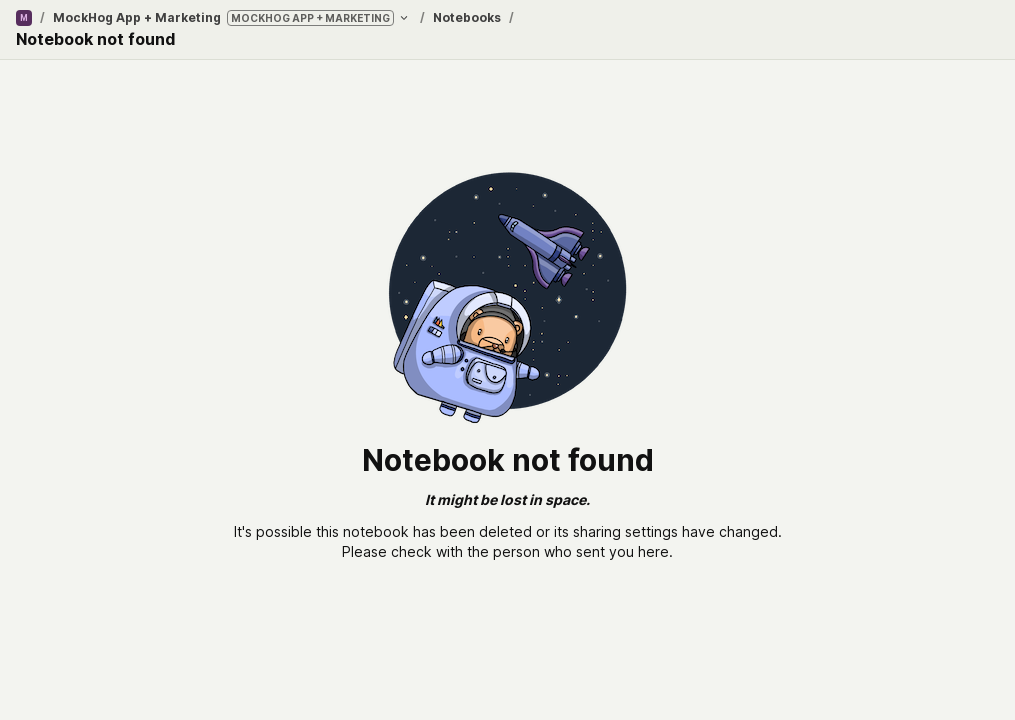 M / MockHog App + Marketing MOCKHOG APP + MARKETING / Notebooks /
Notebook not found
Notebook not found
It might be lost in space.
It's possible this notebook has been deleted or its sharing settings have changed.
Please check with the person who sent you here.